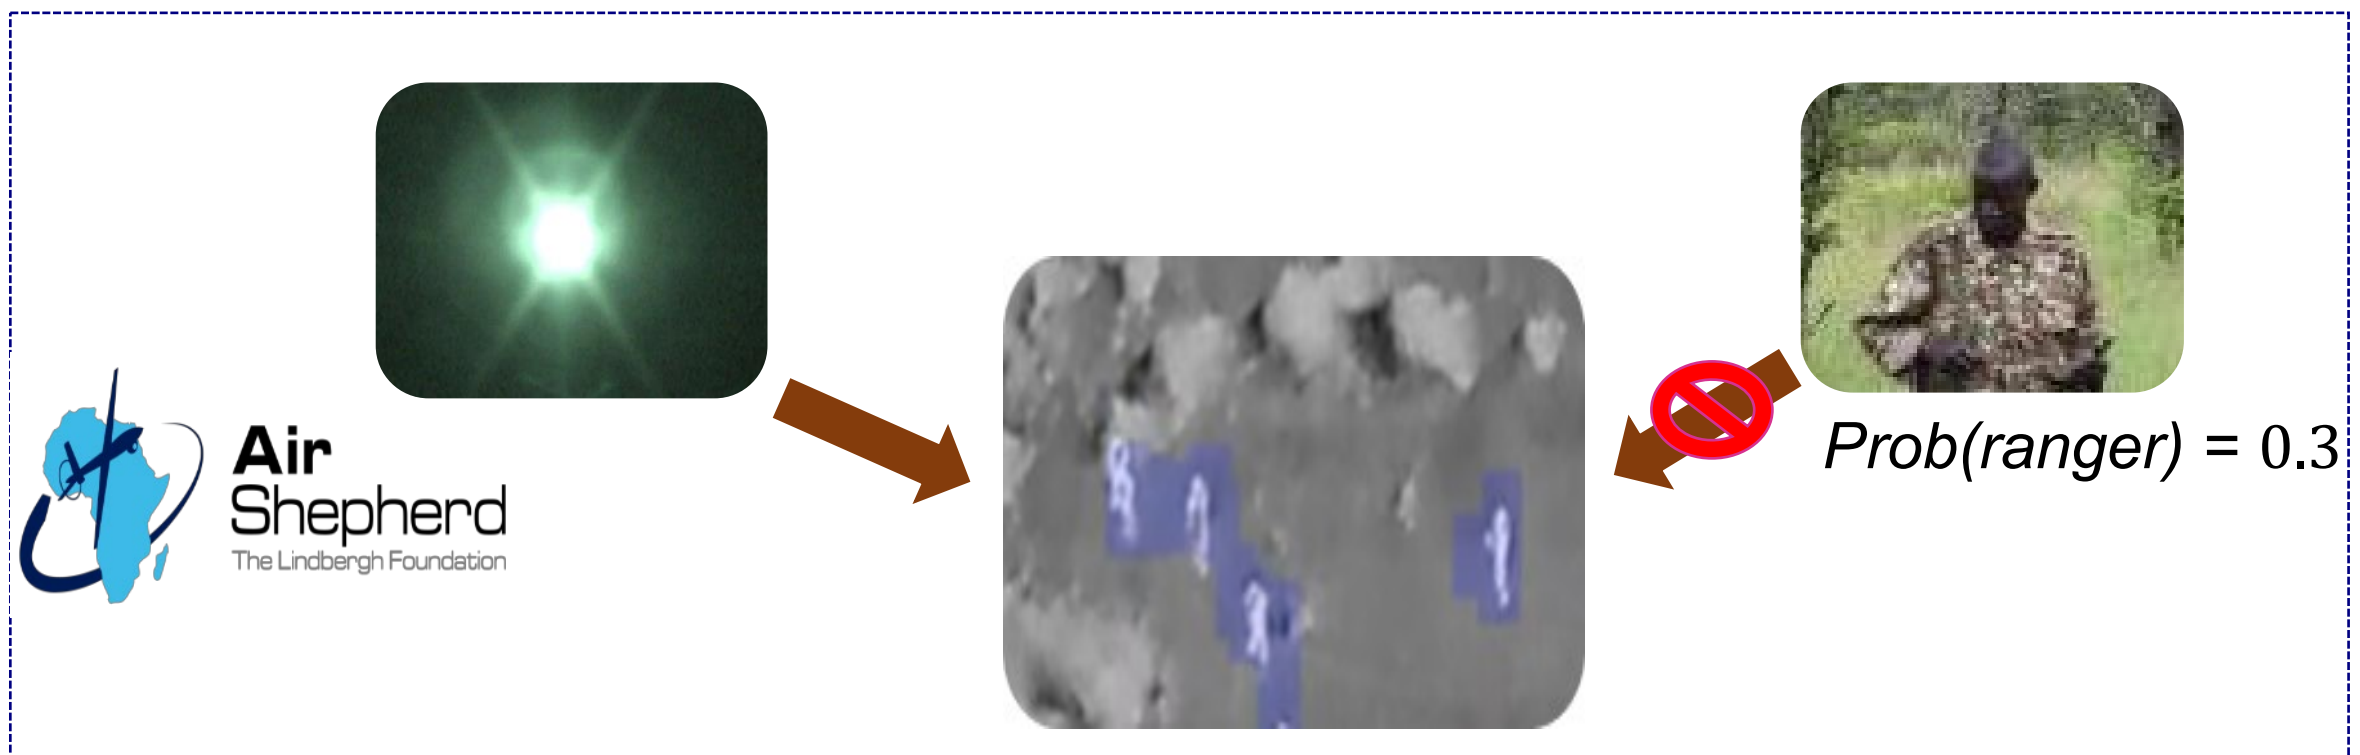 Air
Shepherd
The Lindbergh Foundation
Prob(ranger) = 0.3